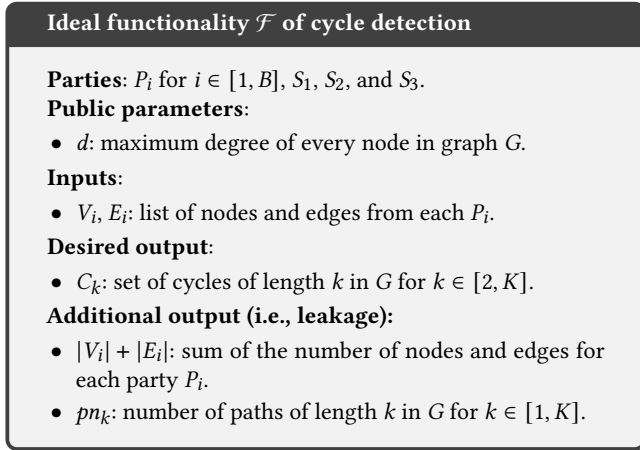 Ideal functionality ℱ of cycle detection
Parties: Pᵢ for i ∈ [1, B], S₁, S₂, and S₃.
Public parameters:
• d: maximum degree of every node in graph G.
Inputs:
• Vᵢ, Eᵢ: list of nodes and edges from each Pᵢ.
Desired output:
• Cₖ: set of cycles of length k in G for k ∈ [2, K].
Additional output (i.e., leakage):
• |Vᵢ| + |Eᵢ|: sum of the number of nodes and edges for
each party Pᵢ.
• pnₖ: number of paths of length k in G for k ∈ [1, K].